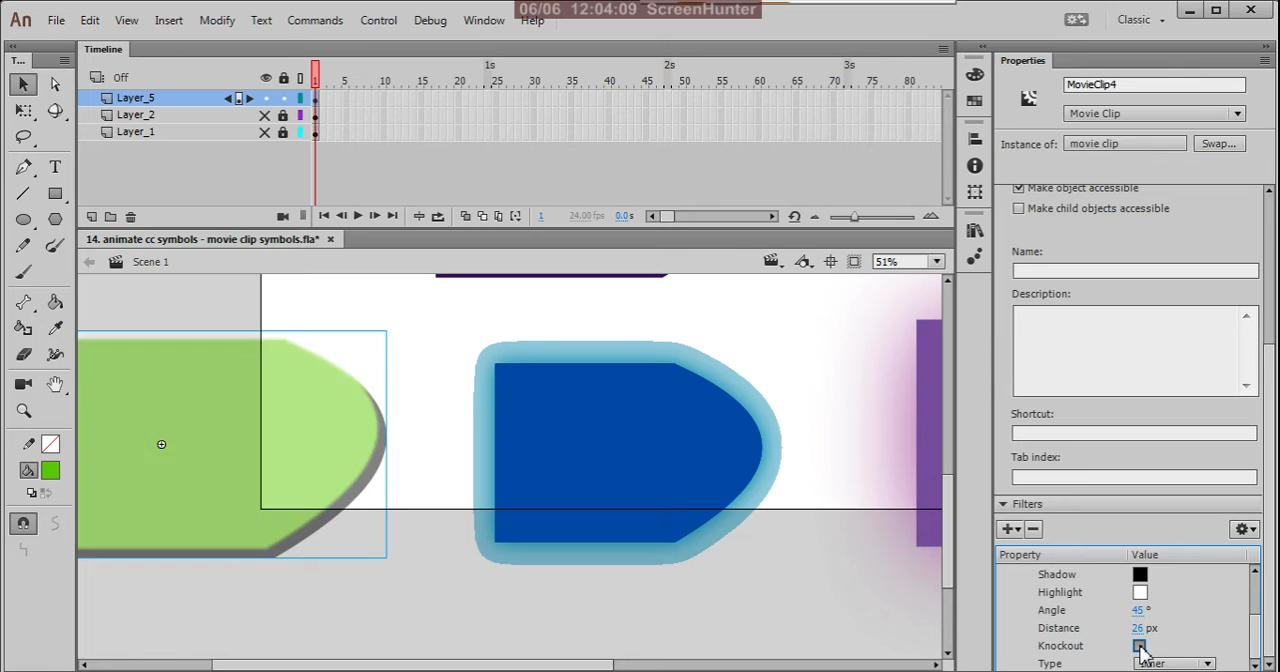 06/06 12:04:09 ScreenHunter
An File Edit View Insert Modify Text Commands Control Debug Window Help Classic
T...
Timeline
Properties
Off 1s 2s 3s
1 5 10 15 20 25 30 35 40 45 50 55 60 65 70 75 80
Layer_5
Layer_2
Layer_1
1 24.00 fps 0.0 s
14. animate cc symbols - movie clip symbols.fla*
Scene 1 51%
MovieClip4
Movie Clip
Instance of: movie clip Swap...
Make object accessible
Make child objects accessible
Name:
Description:
Shortcut:
Tab index:
Filters
Property Value
Shadow
Highlight
Angle 45 °
Distance 26 px
Knockout
Type